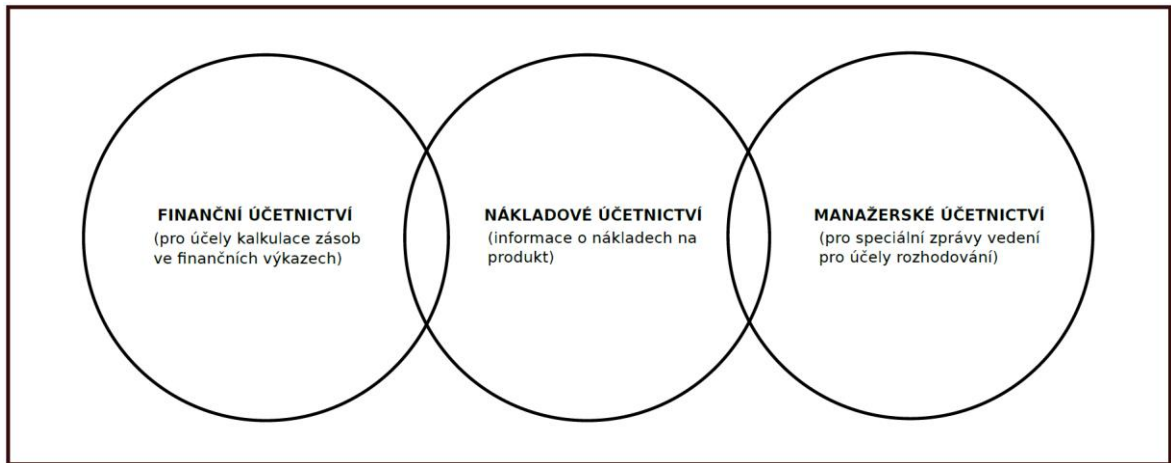 FINANČNÍ ÚČETNICTVÍ
(pro účely kalkulace zásob
ve finančních výkazech)
NÁKLADOVÉ ÚČETNICTVÍ
(informace o nákladech na
produkt)
MANAŽERSKÉ ÚČETNICTVÍ
(pro speciální zprávy vedení
pro účely rozhodování)